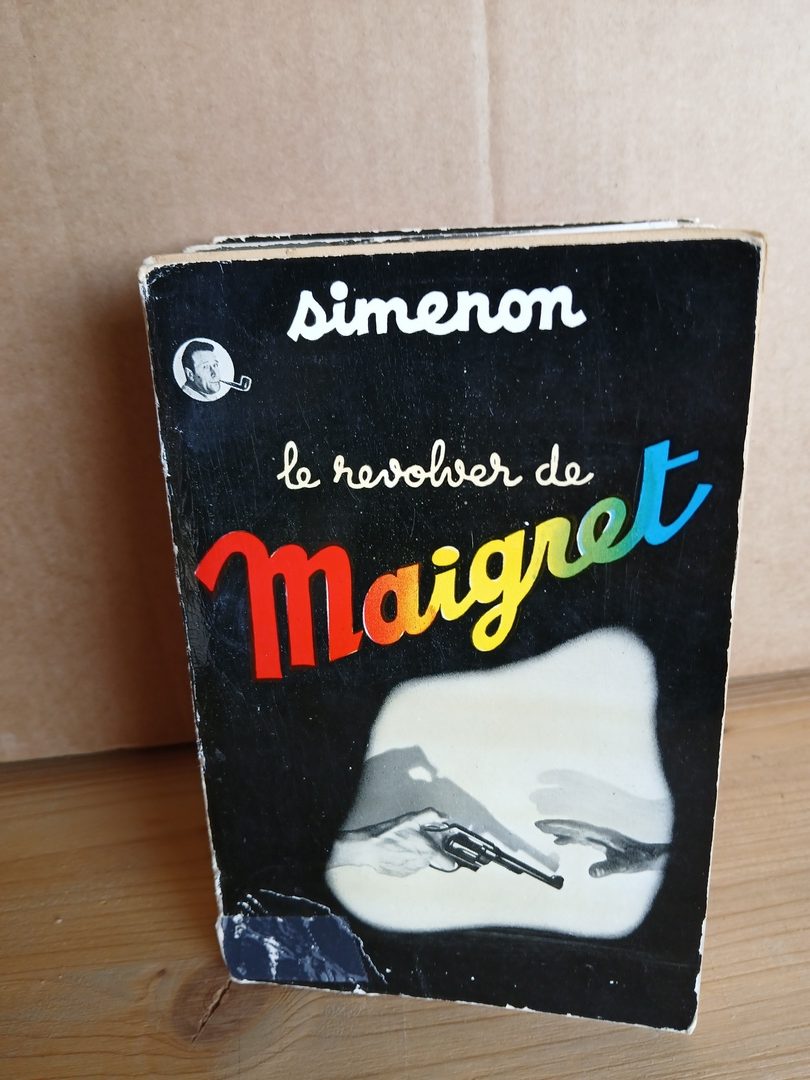 simenon
le revolver de
Maigret